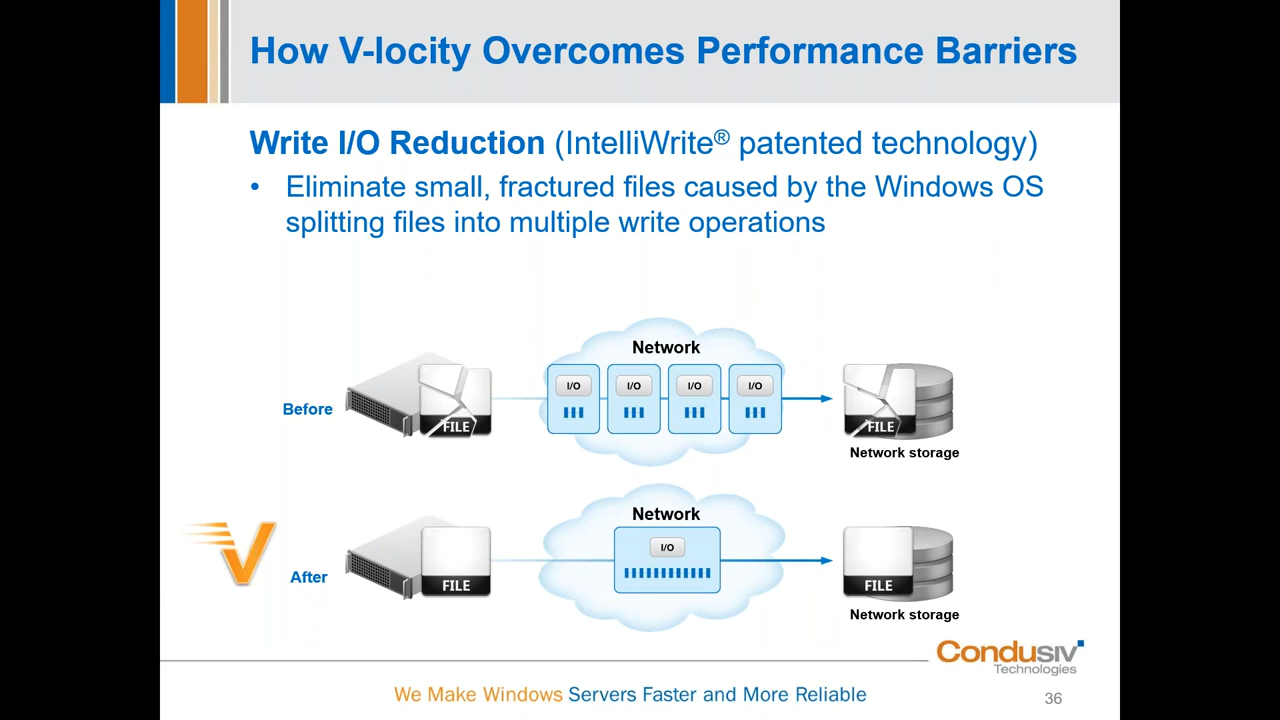 How V-locity Overcomes Performance Barriers
Write I/O Reduction (IntelliWrite® patented technology)
• Eliminate small, fractured files caused by the Windows OS
splitting files into multiple write operations
Network
I/O I/O I/O I/O
Before
FILE
FILE
Network storage
Network
I/O
V
After
FILE
FILE
Network storage
Condusiv
Technologies
We Make Windows Servers Faster and More Reliable
36